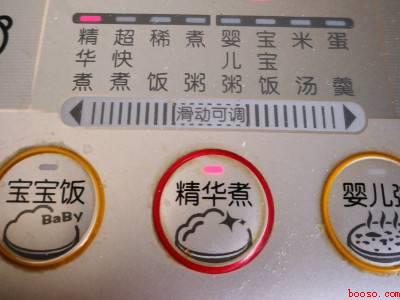 精华煮
超快煮
稀饭
煮粥
婴儿粥
宝宝饭
米汤
蛋羹
滑动可调
宝宝饭
BaBy
精华煮
婴儿粥
booso.com